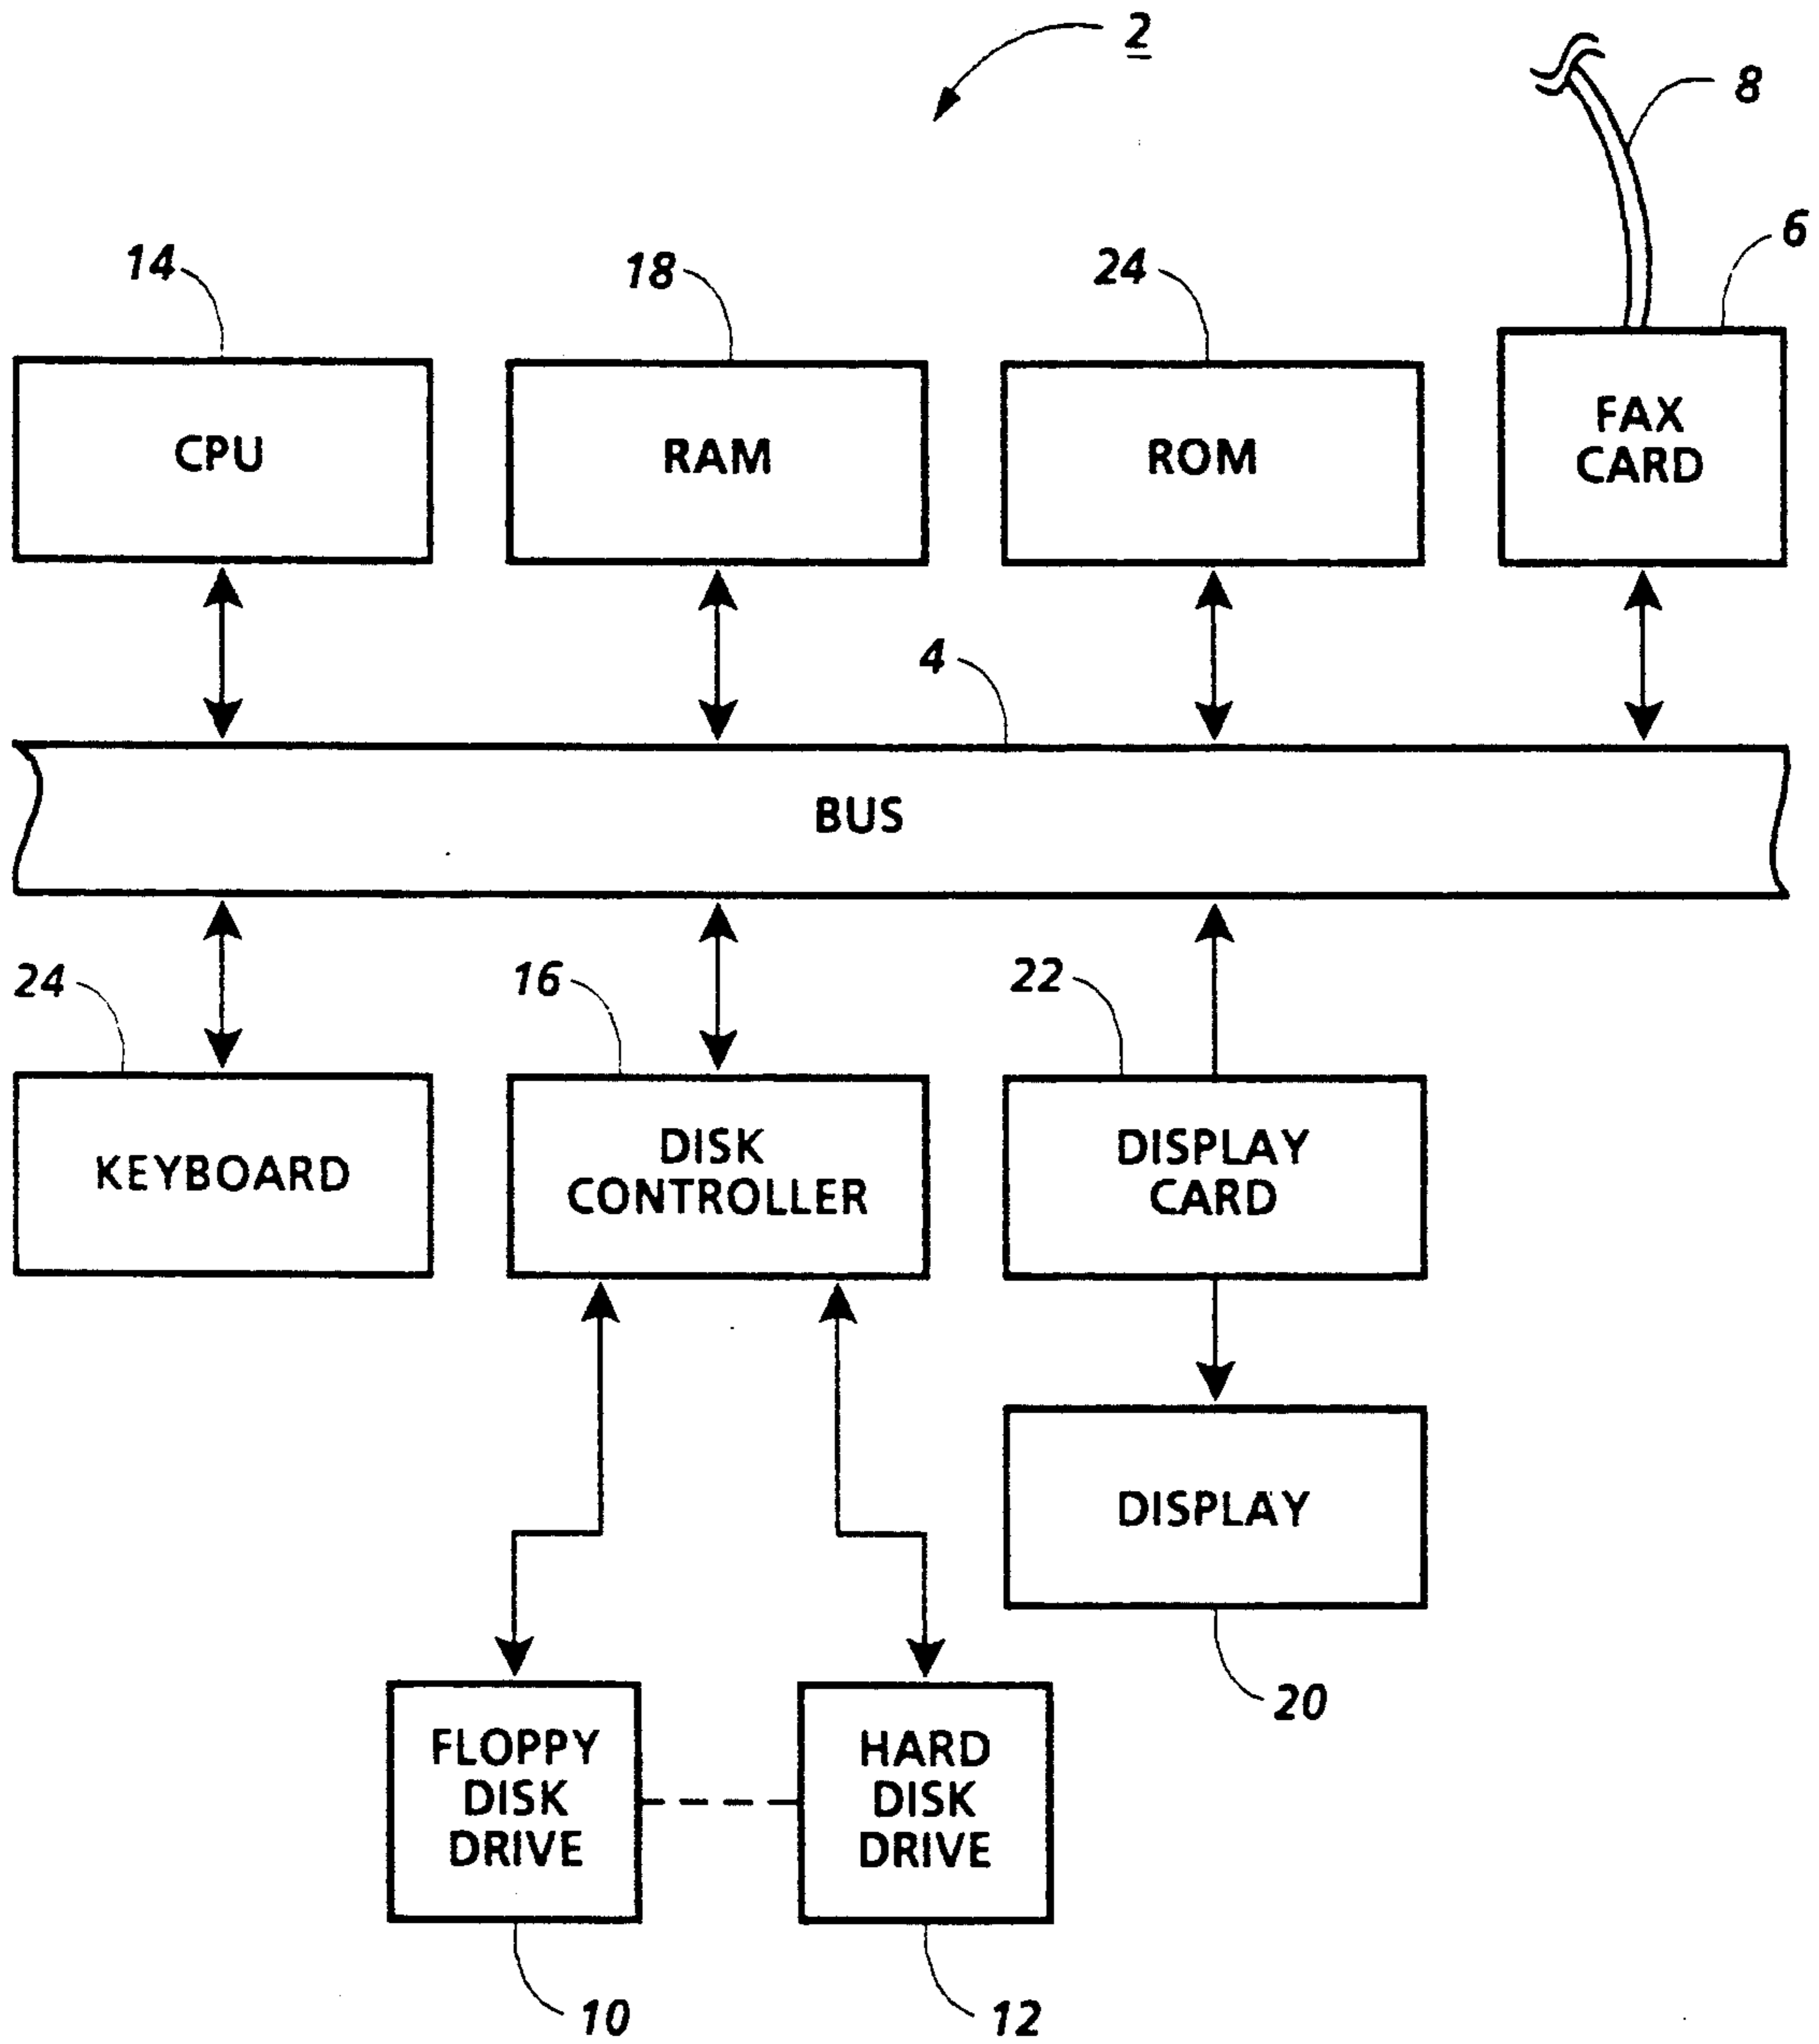 2
8
6
14
18
24
CPU
RAM
ROM
FAX
CARD
4
BUS
24
16
22
KEYBOARD
DISK
CONTROLLER
DISPLAY
CARD
DISPLAY
20
FLOPPY
DISK
DRIVE
HARD
DISK
DRIVE
10
12